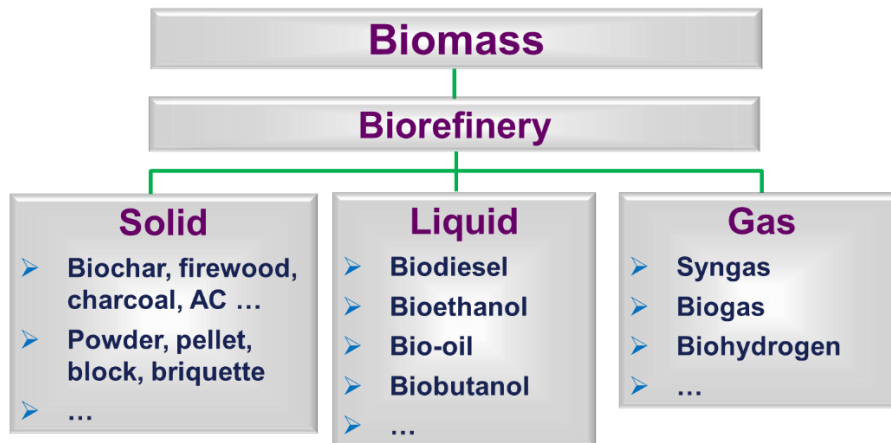 Biomass
Biorefinery
Solid
Biochar, firewood,
charcoal, AC …
Powder, pellet,
block, briquette
…
Liquid
Biodiesel
Bioethanol
Bio-oil
Biobutanol
…
Gas
Syngas
Biogas
Biohydrogen
…